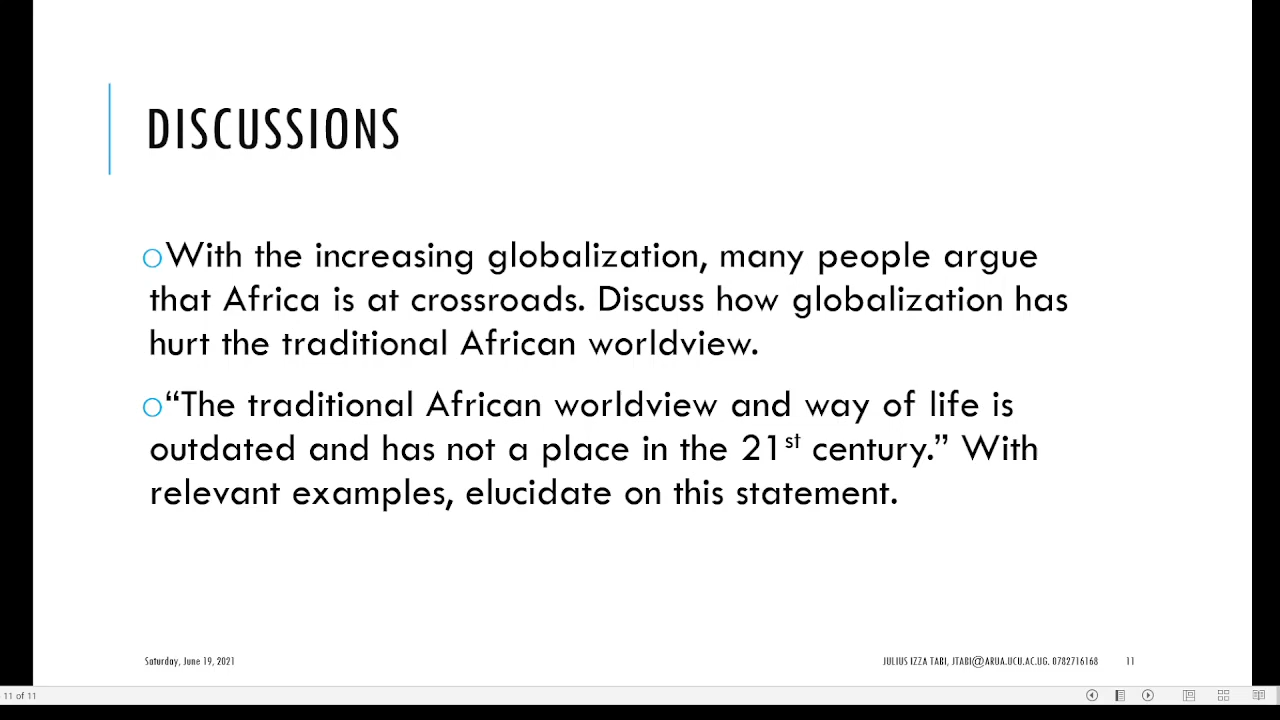 DISCUSSIONS
With the increasing globalization, many people argue
that Africa is at crossroads. Discuss how globalization has
hurt the traditional African worldview.
“The traditional African worldview and way of life is
outdated and has not a place in the 21st century.” With
relevant examples, elucidate on this statement.
Saturday, June 19, 2021
JULIUS IZZA TABI, JTABI@ARUA.UCU.AC.UG. 0782716168
11
11 of 11